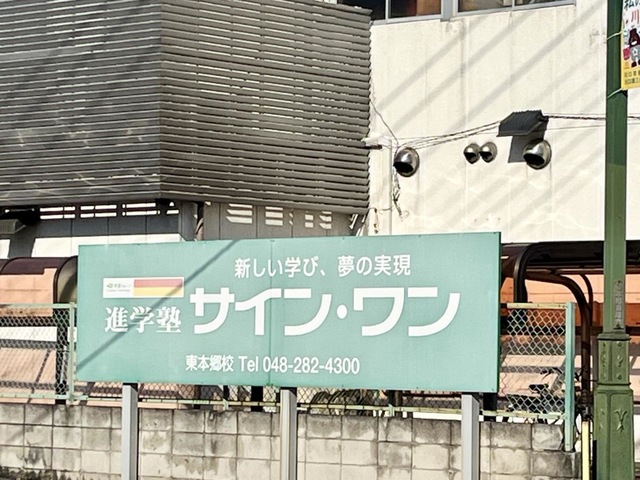 新しい学び、夢の実現
進学塾 サイン・ワン
東本郷校 Tel 048-282-4300